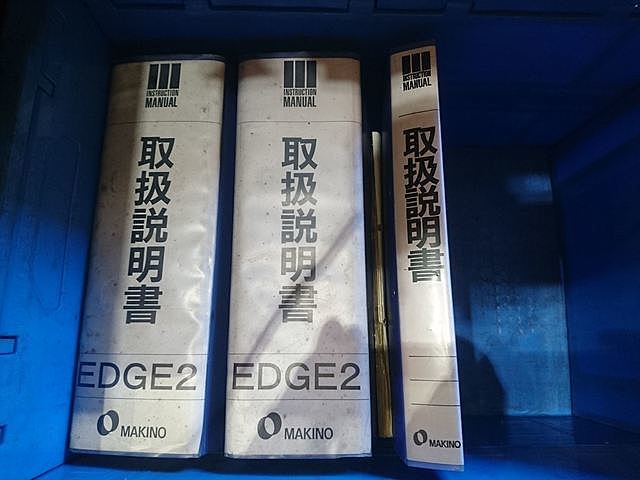 INSTRUCTION
MANUAL
取扱説明書
EDGE2
MAKINO
INSTRUCTION
MANUAL
取扱説明書
EDGE2
MAKINO
INSTRUCTION
MANUAL
取扱説明書
MAKINO